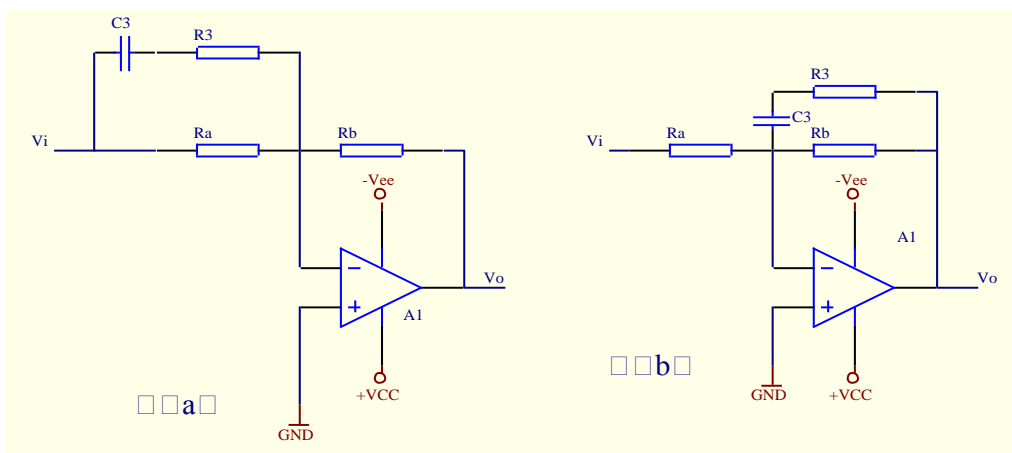 C3
R3
Vi
Ra
Rb
-Vee
Vo
A1
+VCC
GND
□□a□
R3
C3
Vi
Ra
Rb
-Vee
A1
Vo
+VCC
GND
□□b□